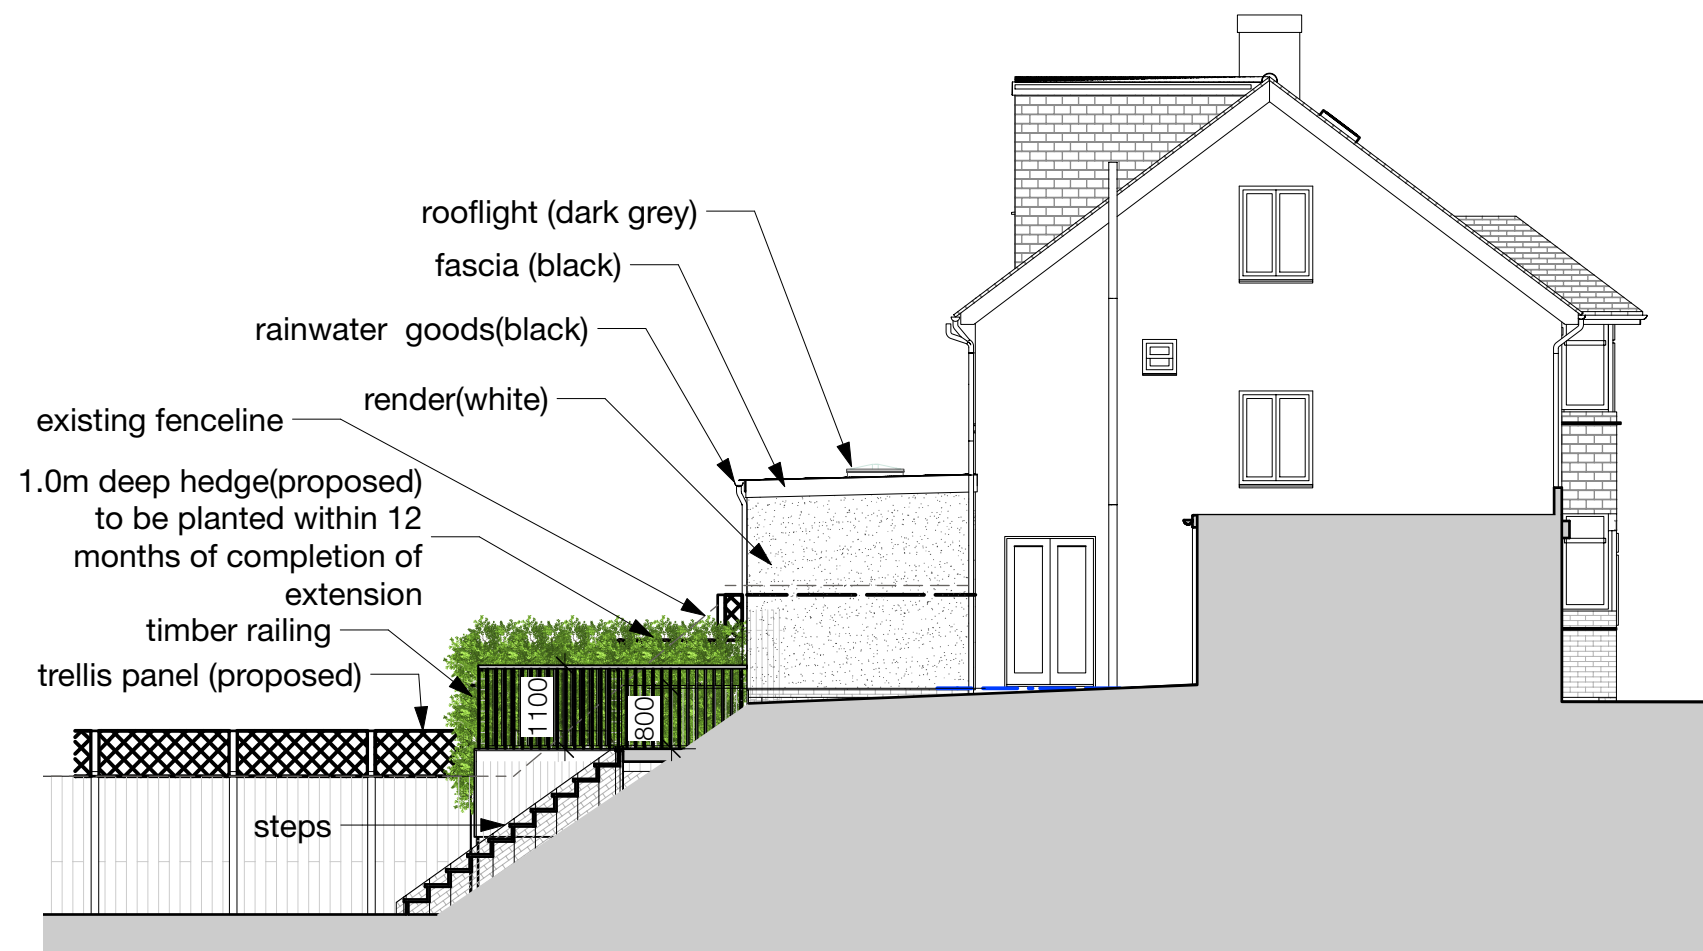 rooflight (dark grey)
fascia (black)
rainwater  goods(black)
render(white)
existing fenceline
1.0m deep hedge(proposed)
to be planted within 12
months of completion of
extension
timber railing
trellis panel (proposed)
1100
800
steps